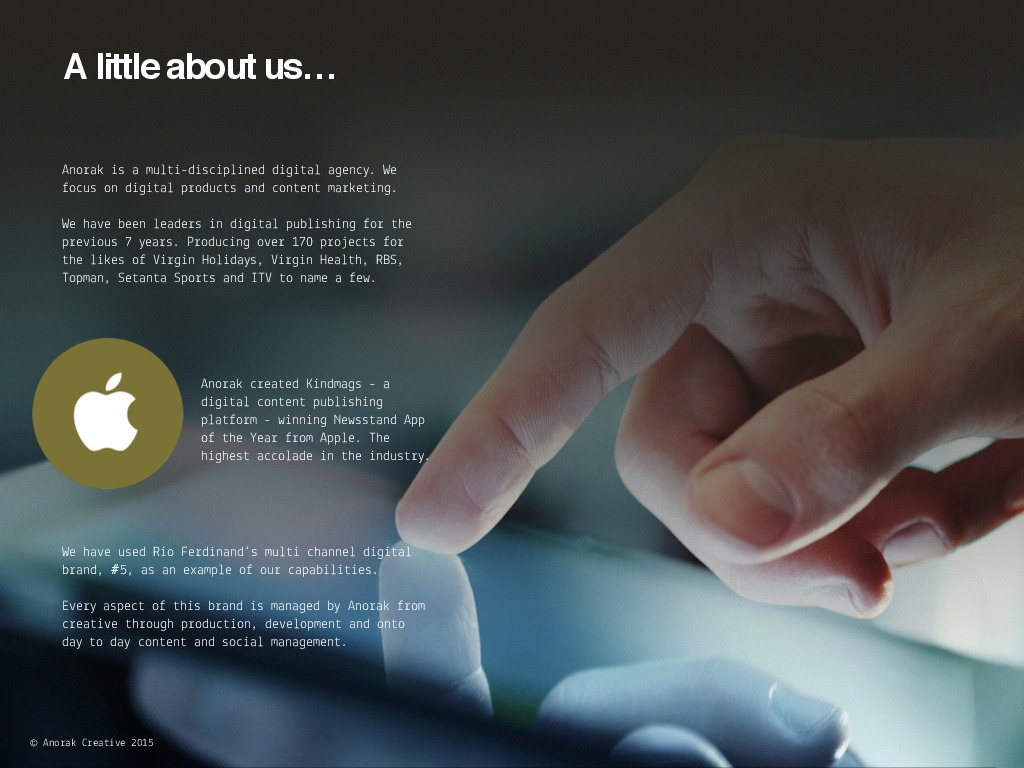 A little about us...
Anorak is a multi-disciplined digital agency. We
focus on digital products and content marketing.
We have been leaders in digital publishing for the
previous 7 years. Producing over 170 projects for
the likes of Virgin Holidays, Virgin Health, RBS,
Topman, Setanta Sports and ITV to name a few.
Anorak created Kindmags - a
digital content publishing
platform - winning Newsstand App
of the Year from Apple. The
highest accolade in the industry.
We have used Rio Ferdinand's multi channel digital
brand, #5, as an example of our capabilities.
Every aspect of this brand is managed by Anorak from
creative through production, development and onto
day to day content and social management.
© Anorak Creative 2015